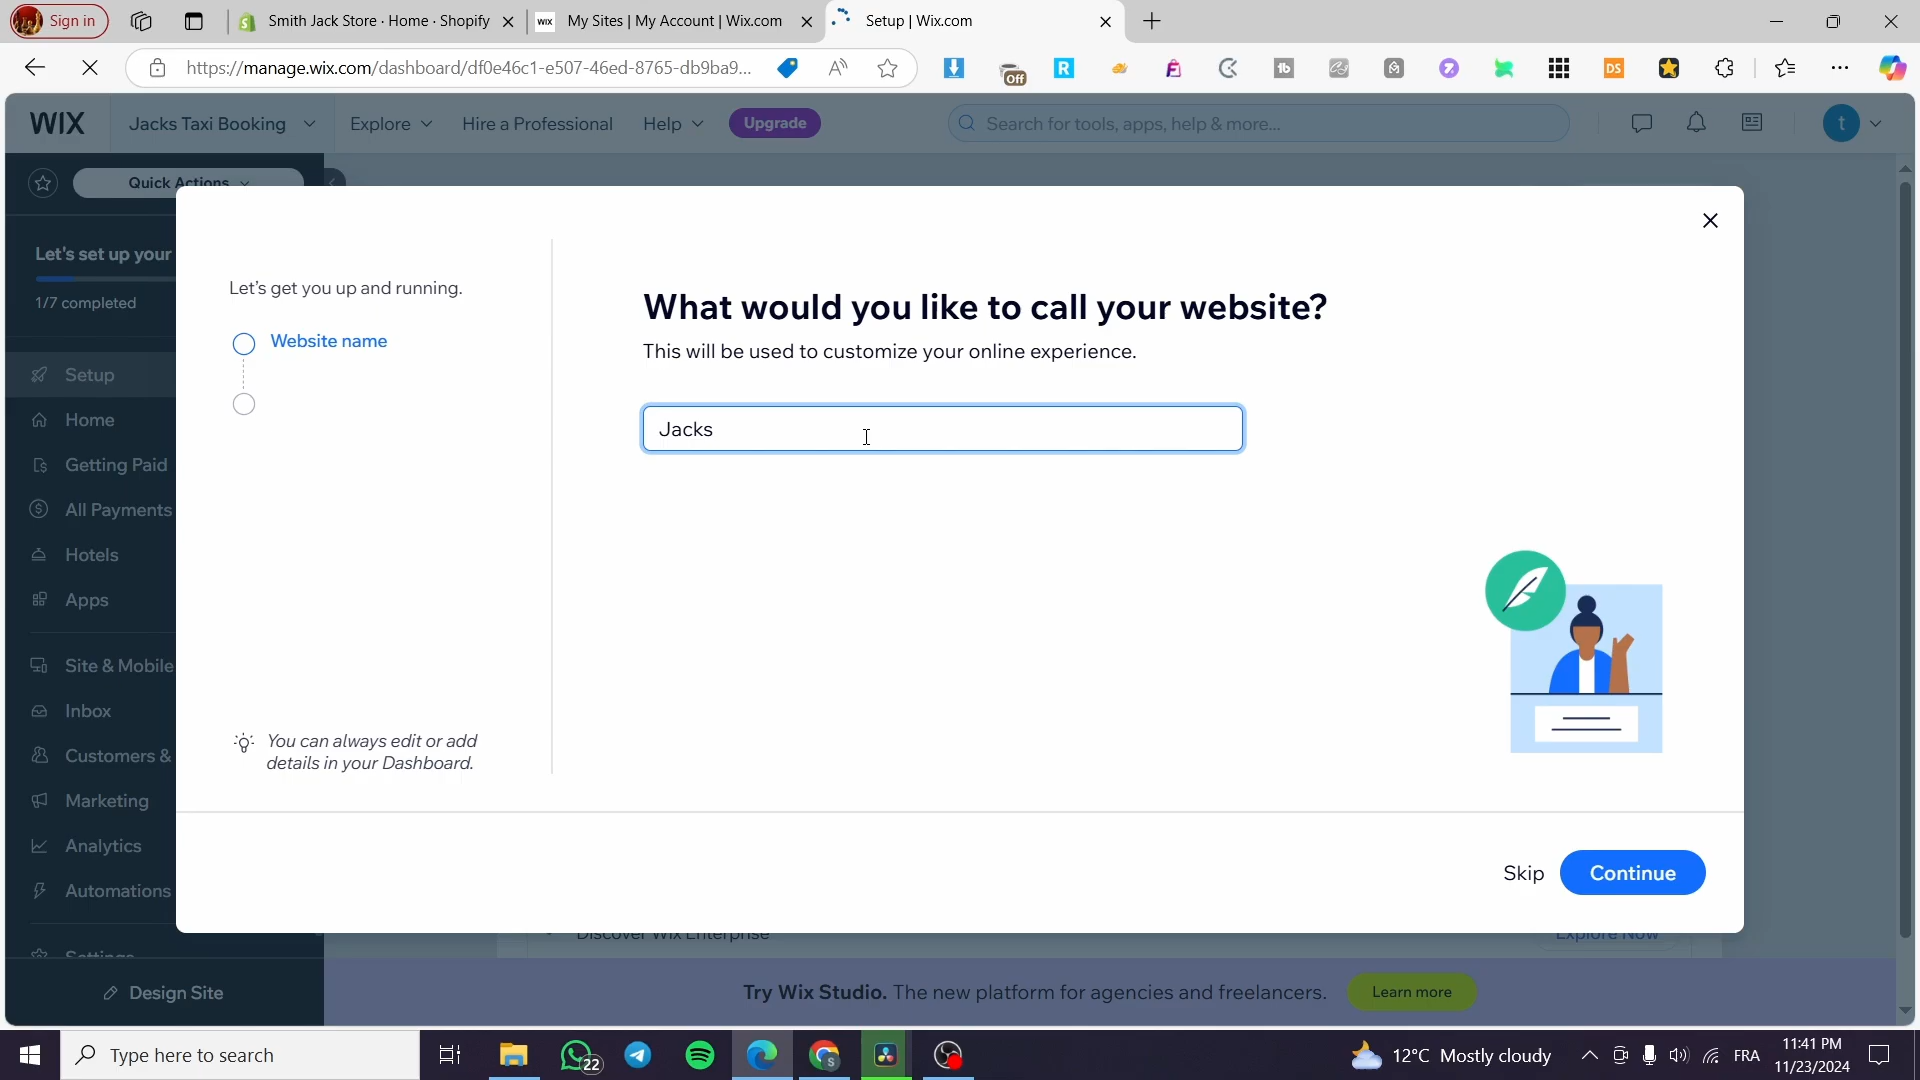 Sign in
Smith Jack Store · Home · Shopify
WIX My Sites | My Account | Wix.com
Setup | Wix.com
https://manage.wix.com/dashboard/df0e46c1-e507-46ed-8765-db9ba9...
Off
WIX
Jacks Taxi Booking
Explore
Hire a Professional
Help
Upgrade
Search for tools, apps, help & more...
t
Quick Actions
Let's set up your
1/7 completed
Setup
Home
Getting Paid
All Payments
Hotels
Apps
Site & Mobile
Inbox
Customers &
Marketing
Analytics
Automations
Settings
Design Site
Let's get you up and running.
Website name
You can always edit or add
details in your Dashboard.
What would you like to call your website?
This will be used to customize your online experience.
Jacks
Skip
Continue
Discover Wix Enterprise
Explore Now
Try Wix Studio. The new platform for agencies and freelancers.
Learn more
Type here to search
22
12°C Mostly cloudy
FRA
11:41 PM
11/23/2024